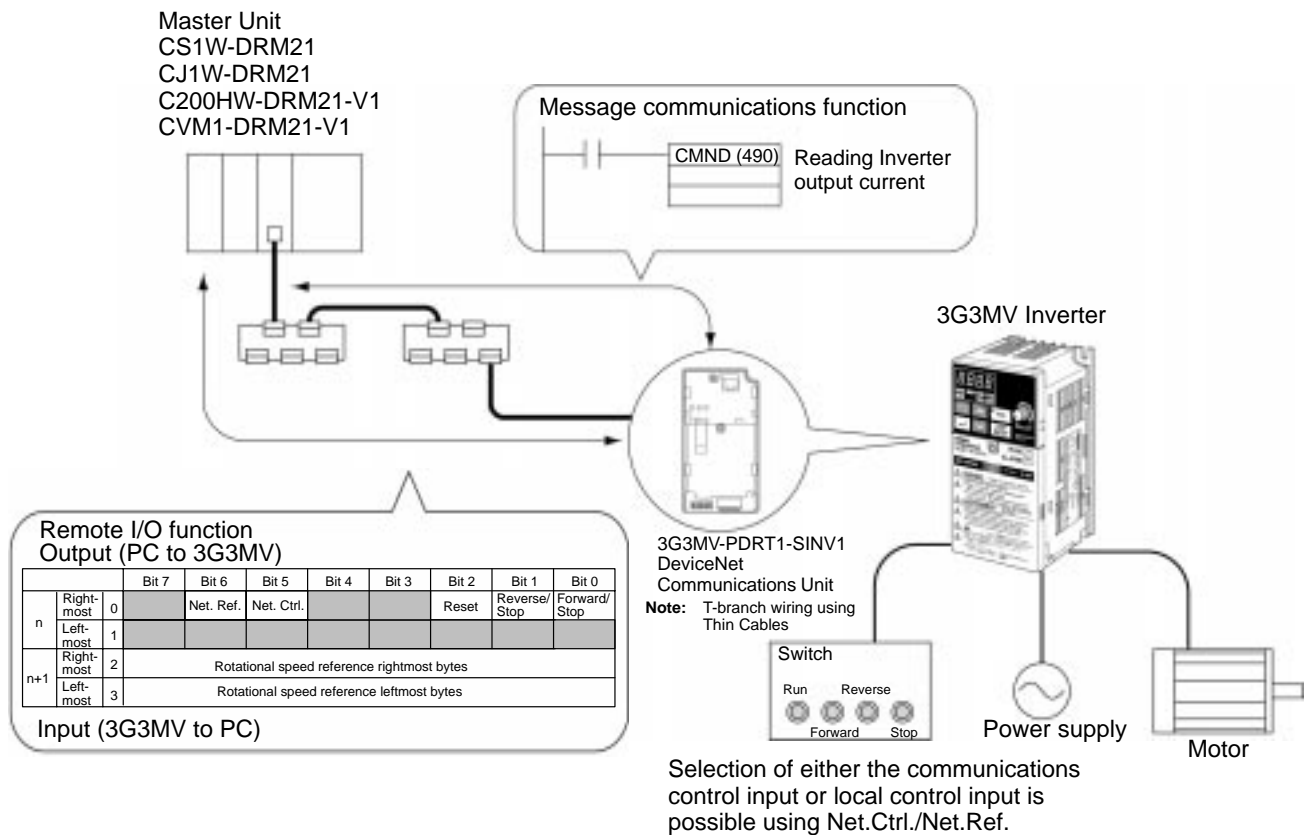 Master Unit
CS1W-DRM21
CJ1W-DRM21
C200HW-DRM21-V1
CVM1-DRM21-V1
Message communications function
CMND (490)
Reading Inverter
output current
3G3MV Inverter
3G3MV-PDRT1-SINV1
DeviceNet
Communications Unit
Note: T-branch wiring using
Thin Cables
Remote I/O function
Output (PC to 3G3MV)
Bit 7 Bit 6 Bit 5 Bit 4 Bit 3 Bit 2 Bit 1 Bit 0
n Right-
most 0 Net. Ref. Net. Ctrl. Reset Reverse/
Stop Forward/
Stop
Left-
most 1
n+1 Right-
most 2 Rotational speed reference rightmost bytes
Left-
most 3 Rotational speed reference leftmost bytes
Input (3G3MV to PC)
Switch
Run Reverse
Forward Stop
Power supply
Motor
Selection of either the communications
control input or local control input is
possible using Net.Ctrl./Net.Ref.